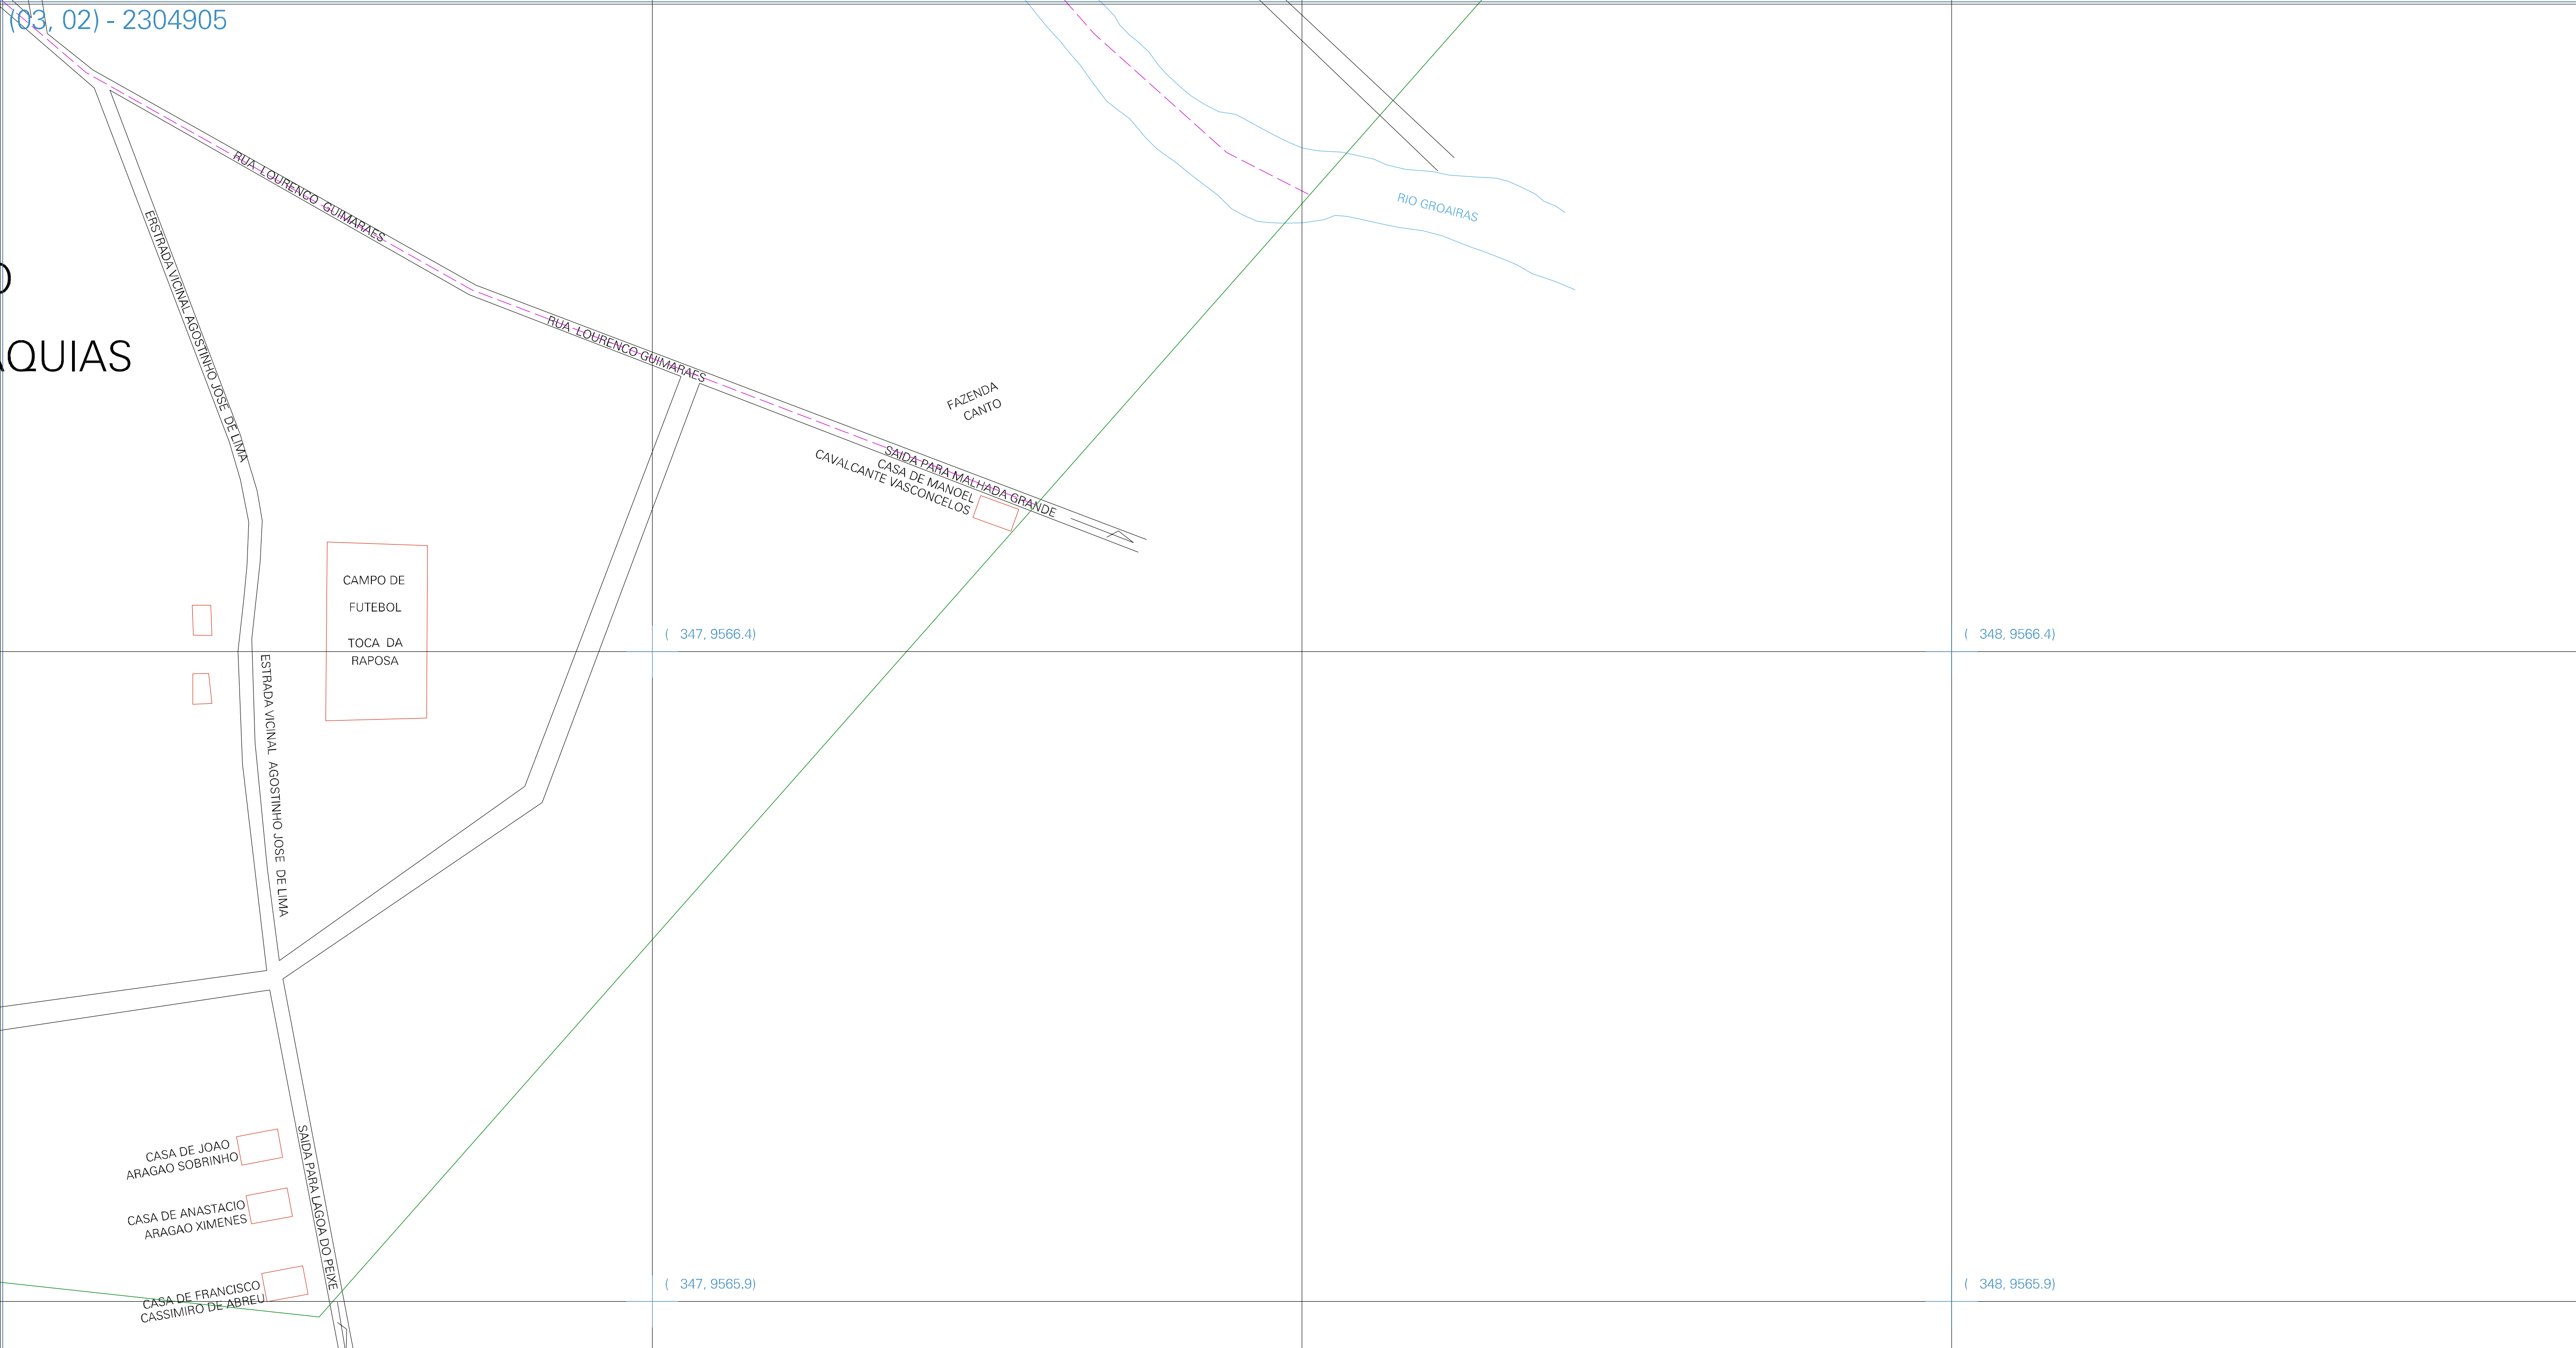 (03, 02) - 2304905
RUA LOURENCO GUIMARAES
ERSTRADA VICINAL AGOSTINHO JOSE DE LIMA
RIO GROAIRAS
QUIAS
RUA LOURENCO GUIMARAES
FAZENDA
CANTO
SAIDA PARA MALHADA GRANDE
CASA DE MANOEL
CAVALCANTE VASCONCELOS
CAMPO DE
FUTEBOL
TOCA DA
RAPOSA
( 347, 9566.4)
( 348, 9566.4)
ESTRADA VICINAL AGOSTINHO JOSE DE LIMA
SAIDA PARA LAGOA DO PEIXE
CASA DE JOAO
ARAGAO SOBRINHO
CASA DE ANASTACIO
ARAGAO XIMENES
CASA DE FRANCISCO
CASSIMIRO DE ABREU
( 347, 9565.9)
( 348, 9565.9)